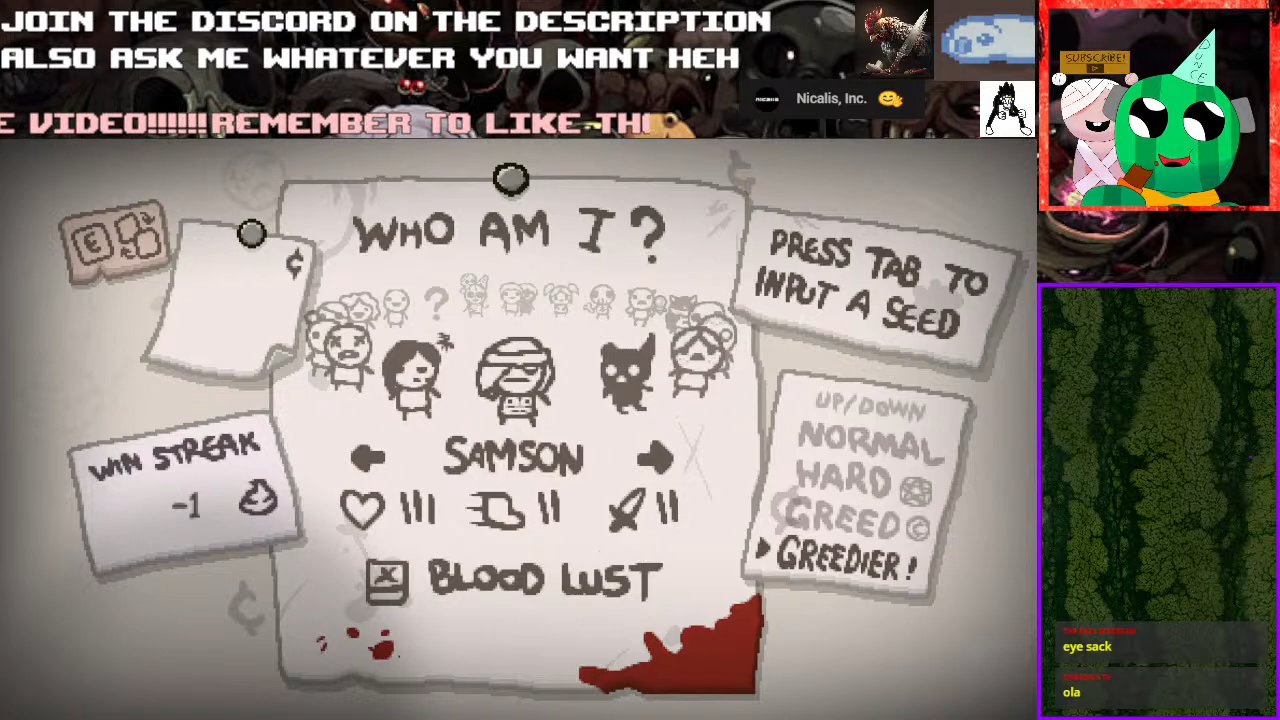 JOIN THE DISCORD ON THE DESCRIPTION
ALSO ASK ME WHATEVER YOU WANT HEH
Nicalis, Inc.
E VIDEO!!!!!! REMEMBER TO LIKE TH
SUBSCRIBE!
WHO AM I?
¢
PRESS TAB TO
INPUT A SEED
WIN STREAK
-1
SAMSON
BLOOD LUST
UP/DOWN
NORMAL
HARD
GREED
GREEDIER!
eye sack
ola